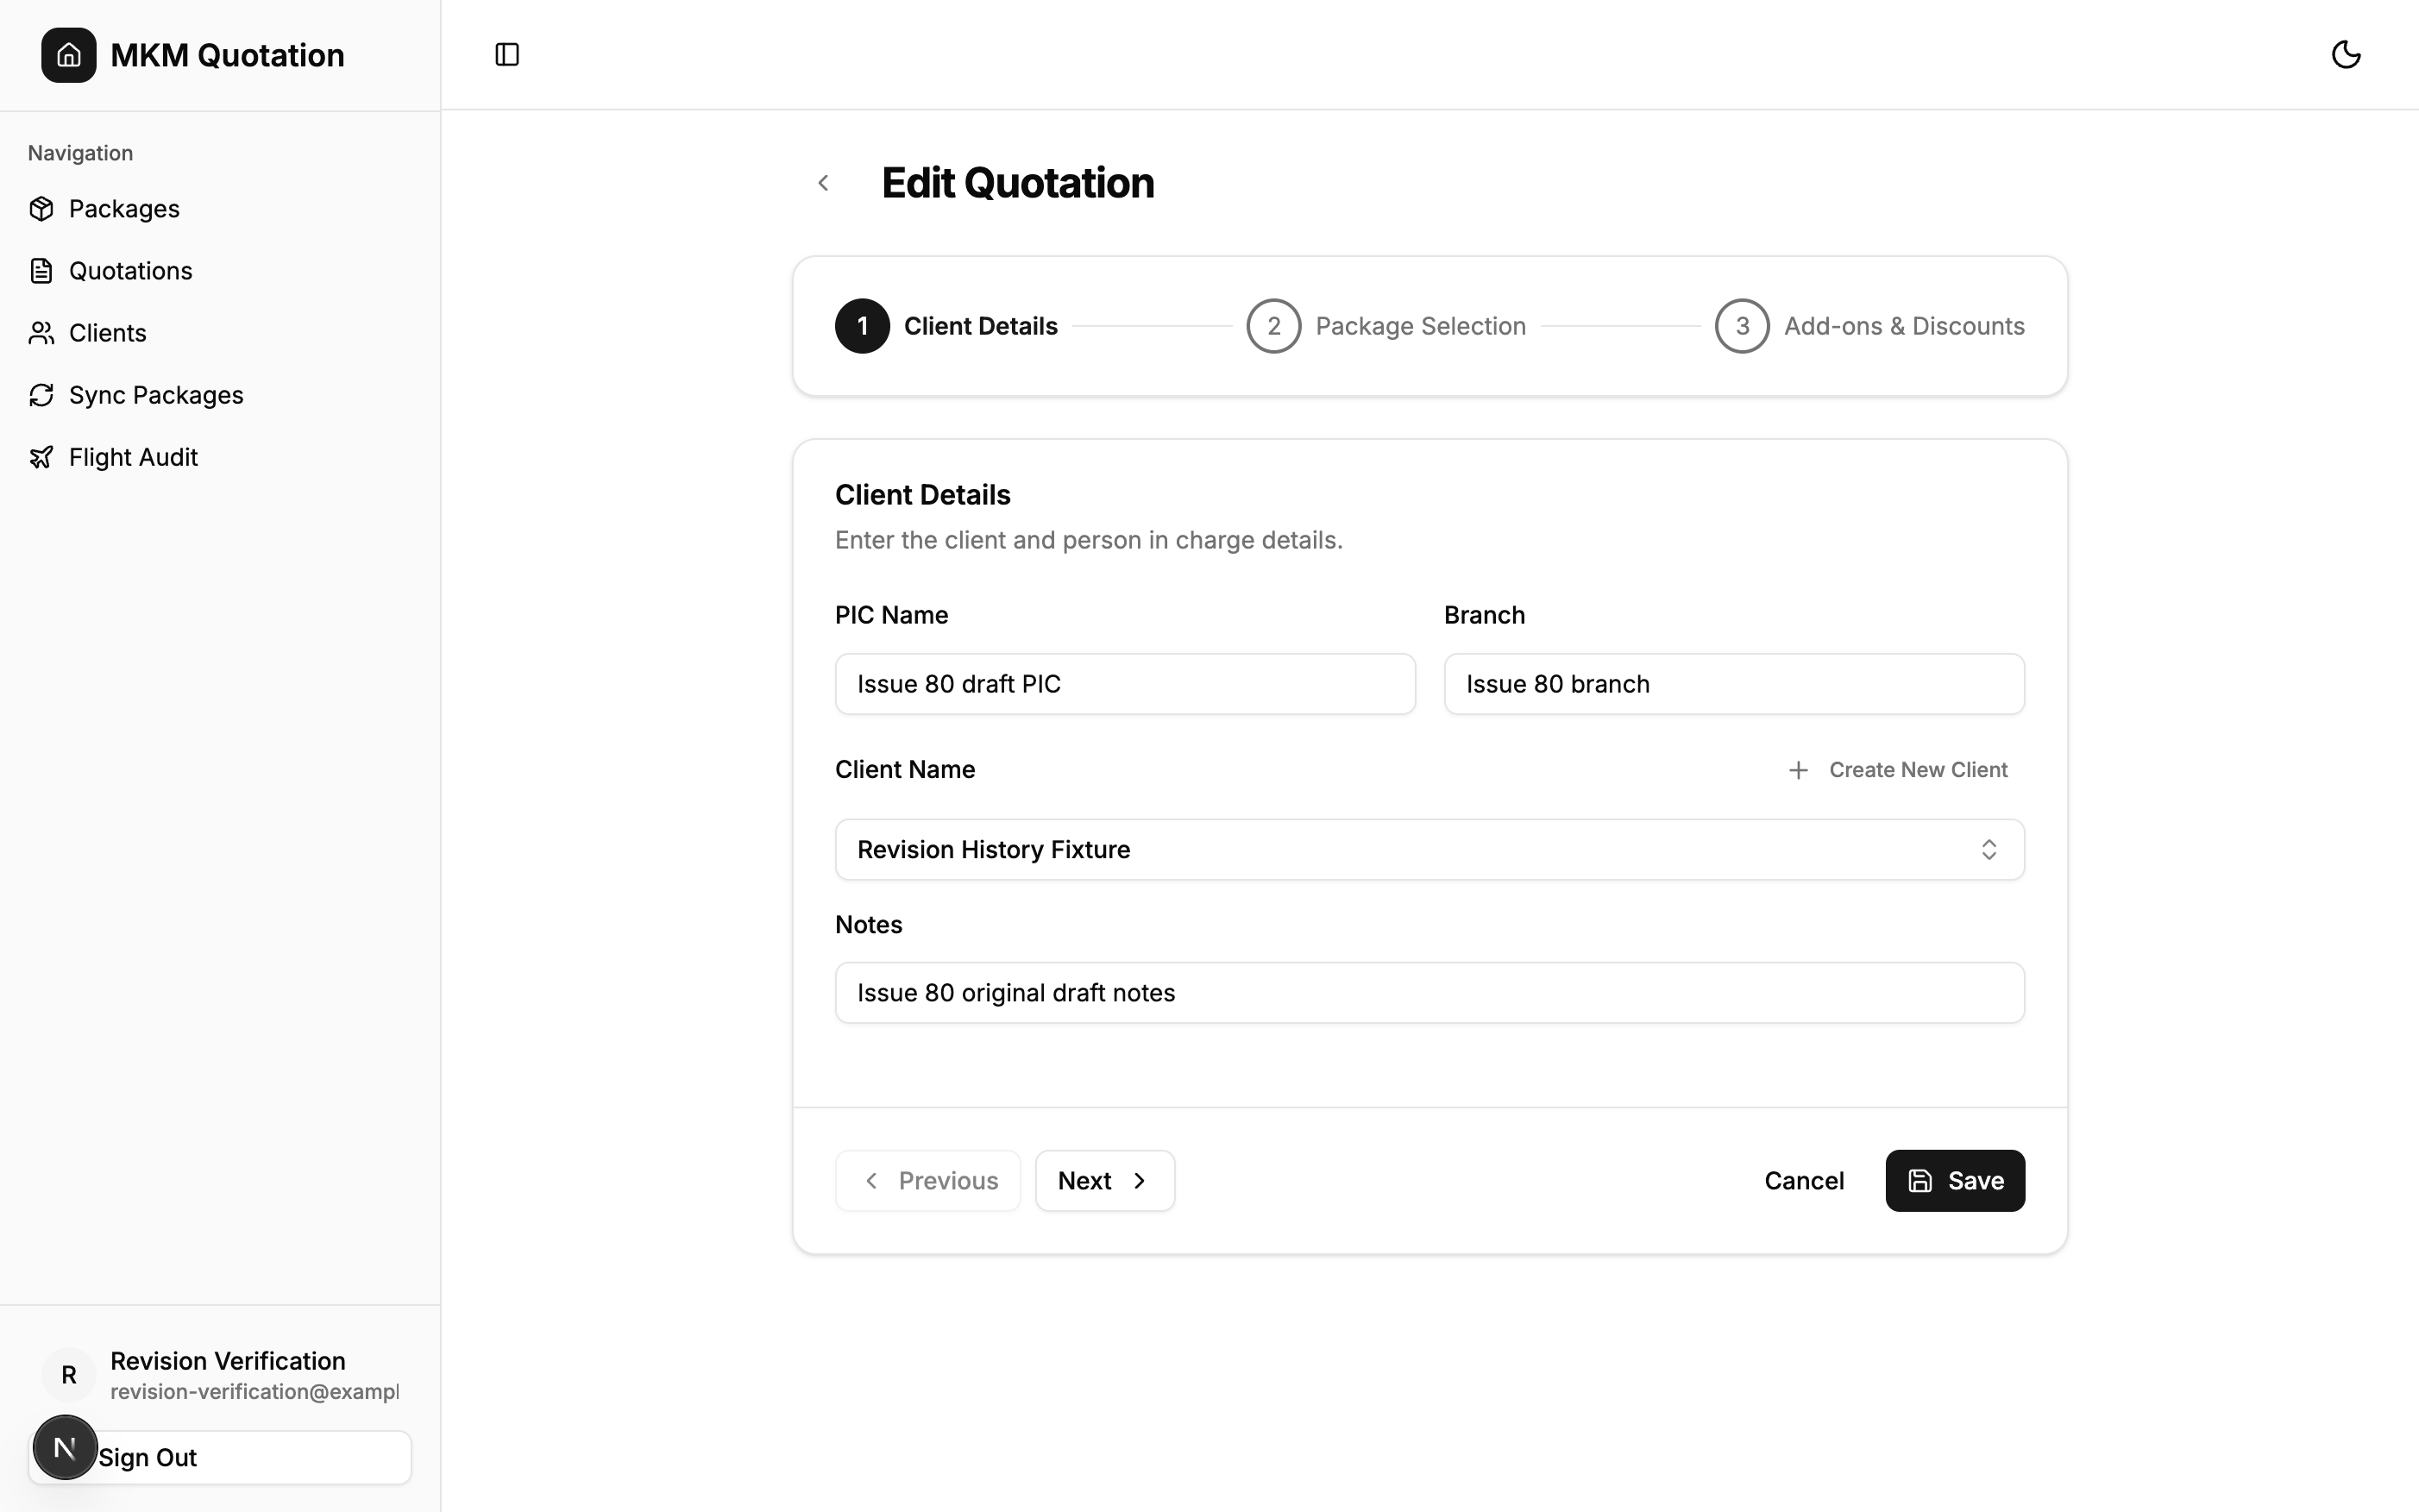 MKM Quotation
Navigation
Packages
Quotations
Clients
Sync Packages
Flight Audit
Edit Quotation
1 Client Details
2 Package Selection
3 Add-ons & Discounts
Client Details
Enter the client and person in charge details.
PIC Name
Branch
Issue 80 draft PIC
Issue 80 branch
Client Name
Create New Client
Revision History Fixture
Notes
Issue 80 original draft notes
Previous
Next
Cancel
Save
R
Revision Verification
revision-verification@exampl
N
Sign Out